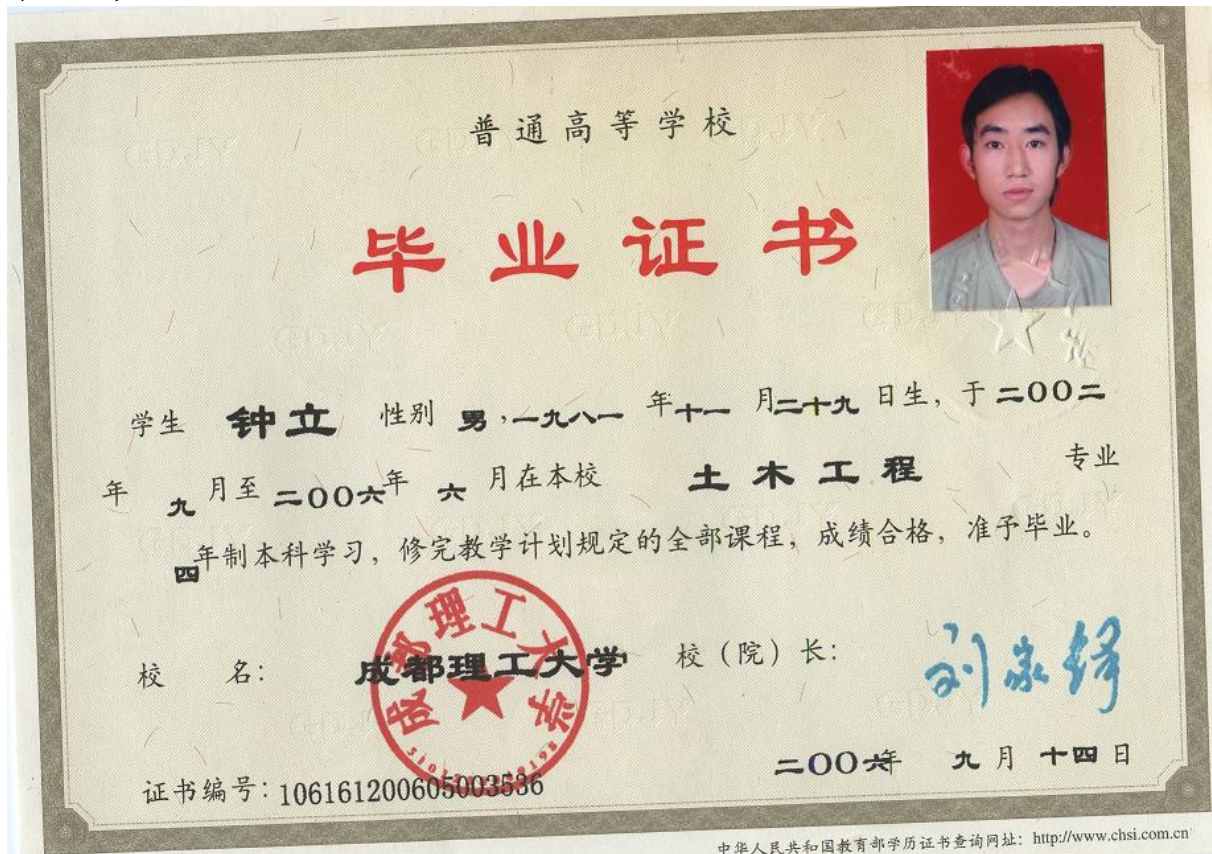 普通高等学校
毕业证书
学生 钟立 性别 男,一九八一 年十一 月二十九 日生,于二OO二
年 九 月至 二OO六年 六 月在本校 土木工程 专业
四年制本科学习,修完教学计划规定的全部课程,成绩合格,准予毕业。
校 名: 成都理工大学 校(院)长: 刘家铎
成都理工大学
二OO六年 九 月 十四 日
证书编号:106161200605003536
中华人民共和国教育部学历证书查询网址: http://www.chsi.com.cn